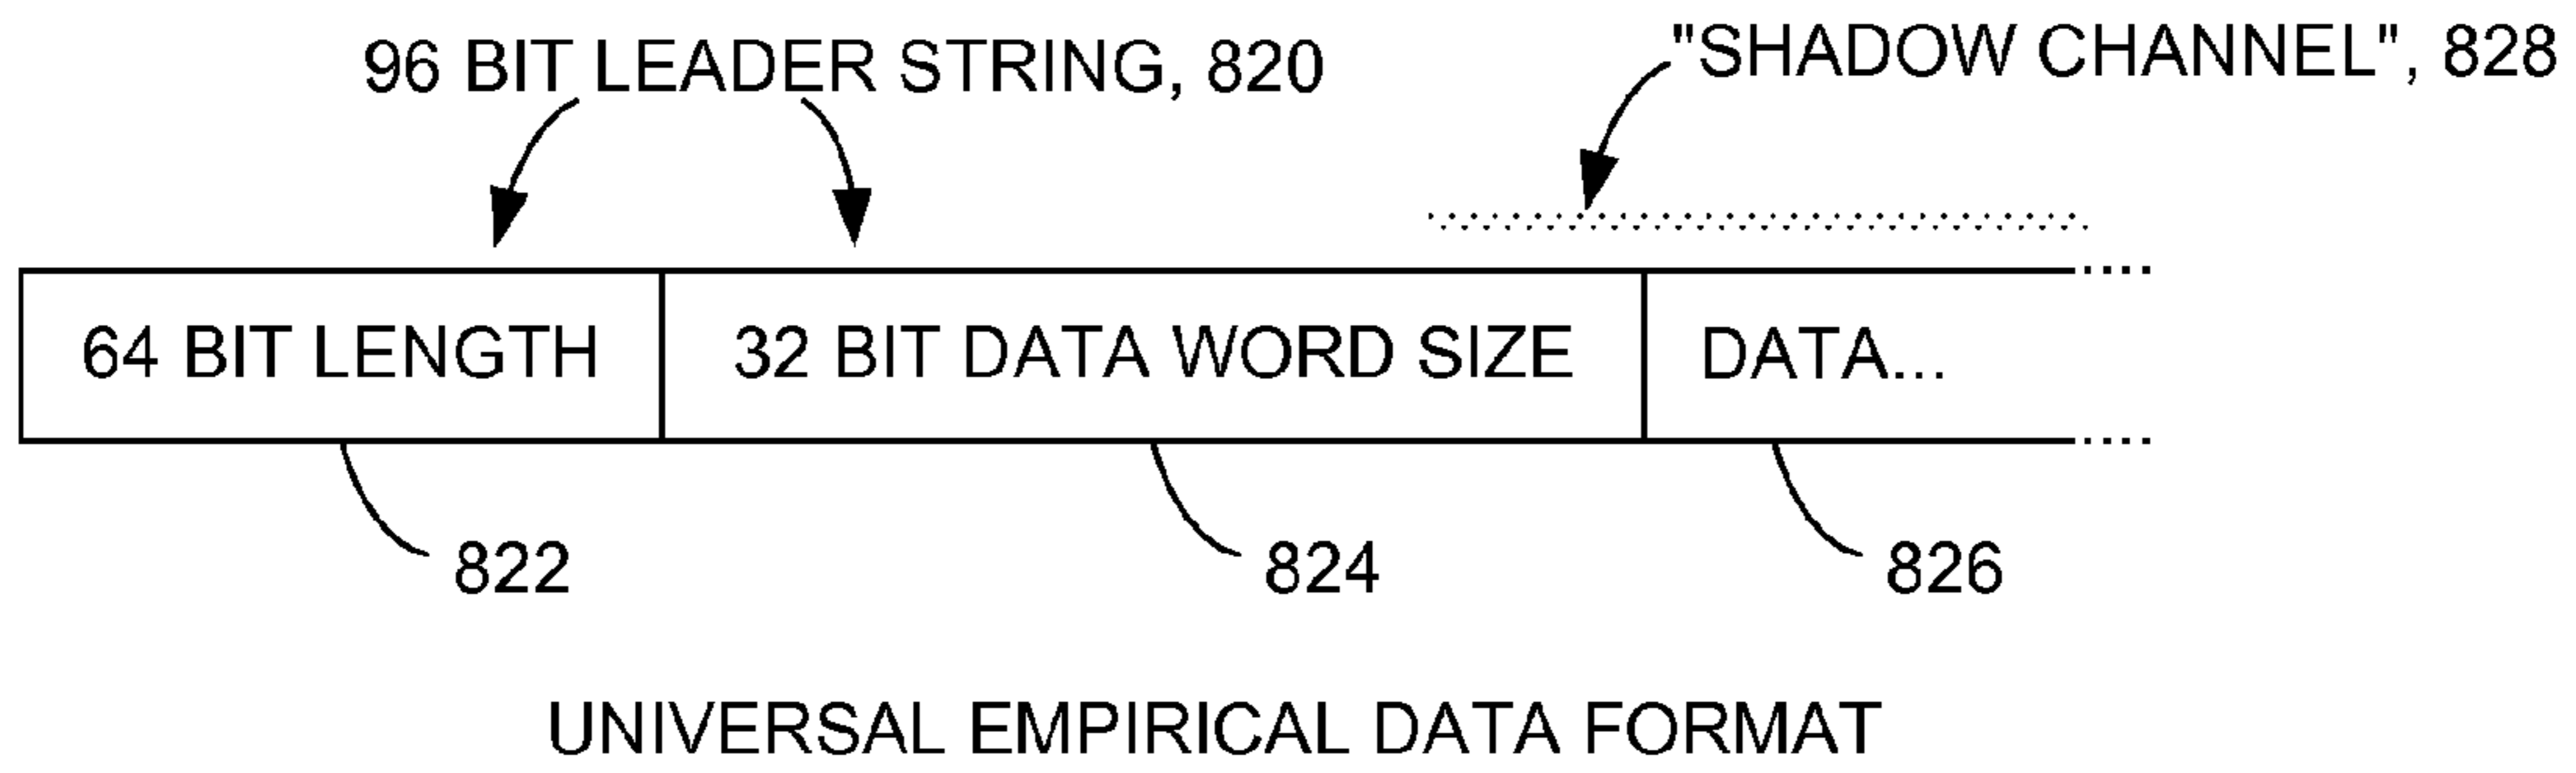 "SHADOW CHANNEL", 828
96 BIT LEADER STRING, 820
64 BIT LENGTH
32 BIT DATA WORD SIZE
DATA...
822
824
826
UNIVERSAL EMPIRICAL DATA FORMAT